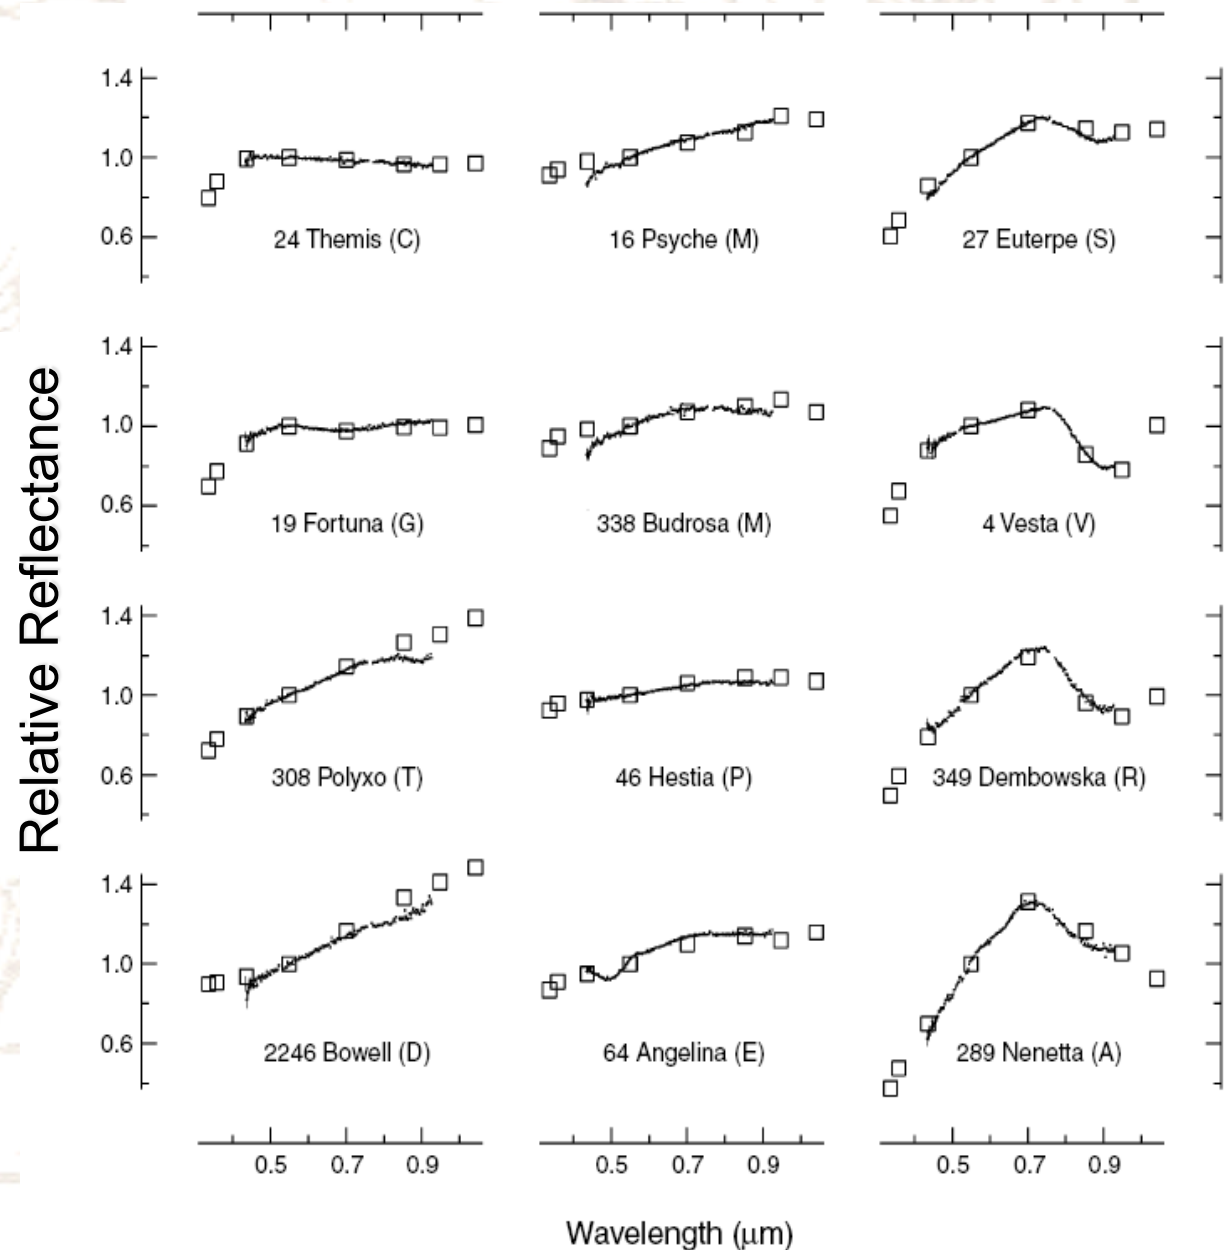 Relative Reflectance
1.4
1.0
0.6
24 Themis (C)
16 Psyche (M)
27 Euterpe (S)
1.4
1.0
0.6
19 Fortuna (G)
338 Budrosa (M)
4 Vesta (V)
1.4
1.0
0.6
308 Polyxo (T)
46 Hestia (P)
349 Dembowska (R)
1.4
1.0
0.6
2246 Bowell (D)
64 Angelina (E)
289 Nenetta (A)
0.5 0.7 0.9
0.5 0.7 0.9
0.5 0.7 0.9
Wavelength (μm)